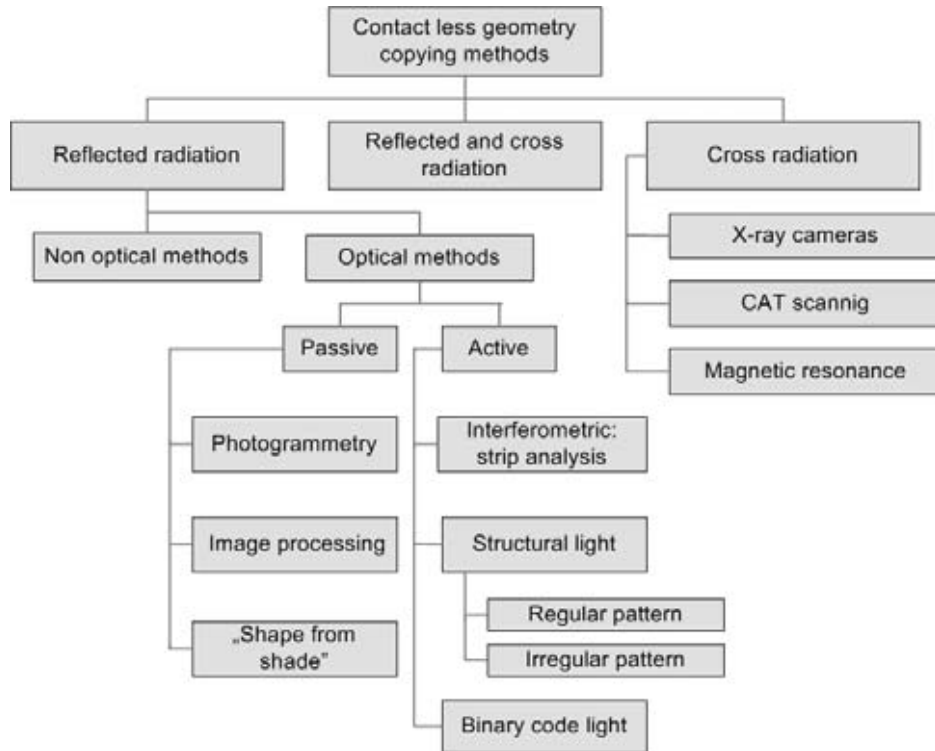 Contact less geometry
copying methods
Reflected radiation
Reflected and cross
radiation
Cross radiation
Non optical methods
Optical methods
X-ray cameras
CAT scannig
Magnetic resonance
Passive
Active
Photogrammetry
Image processing
„Shape from
shade”
Interferometric:
strip analysis
Structural light
Regular pattern
Irregular pattern
Binary code light